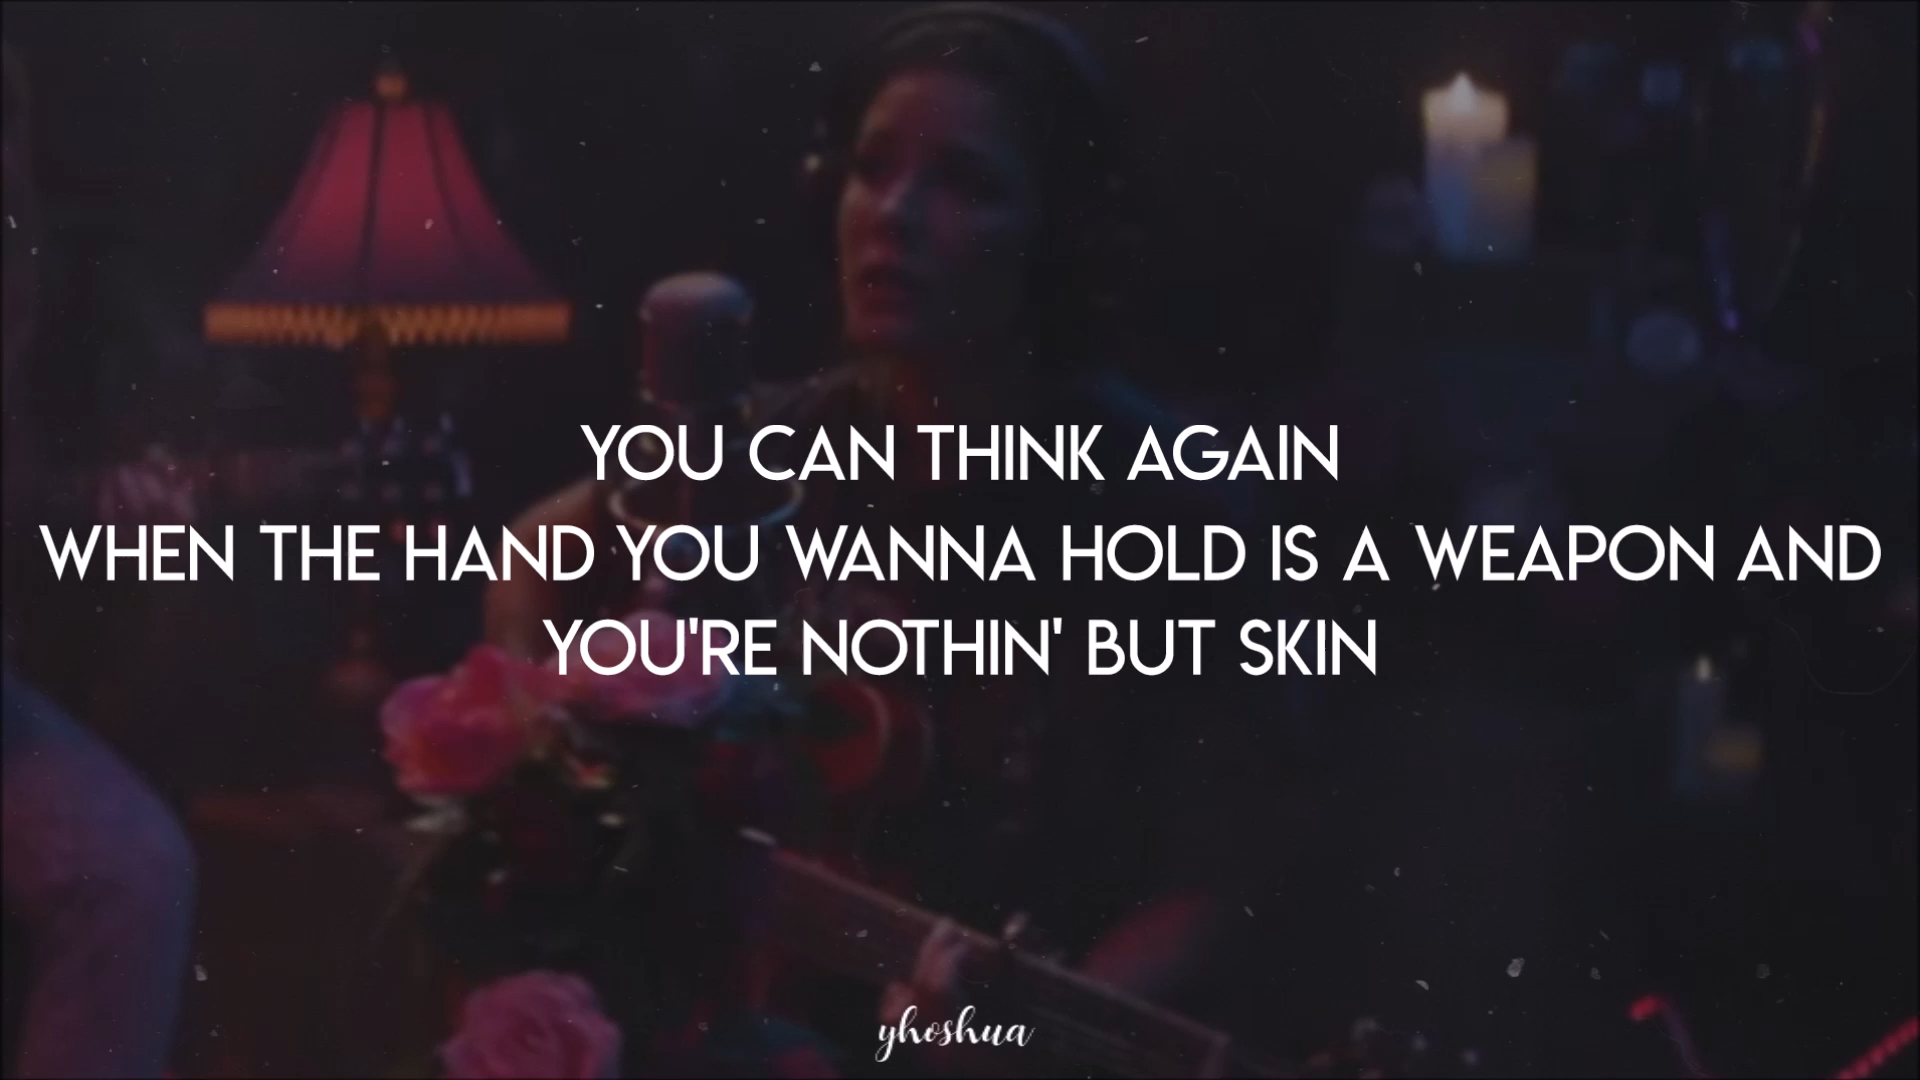 YOU CAN THINK AGAIN
WHEN THE HAND YOU WANNA HOLD IS A WEAPON AND
YOU'RE NOTHIN' BUT SKIN
yhoshua